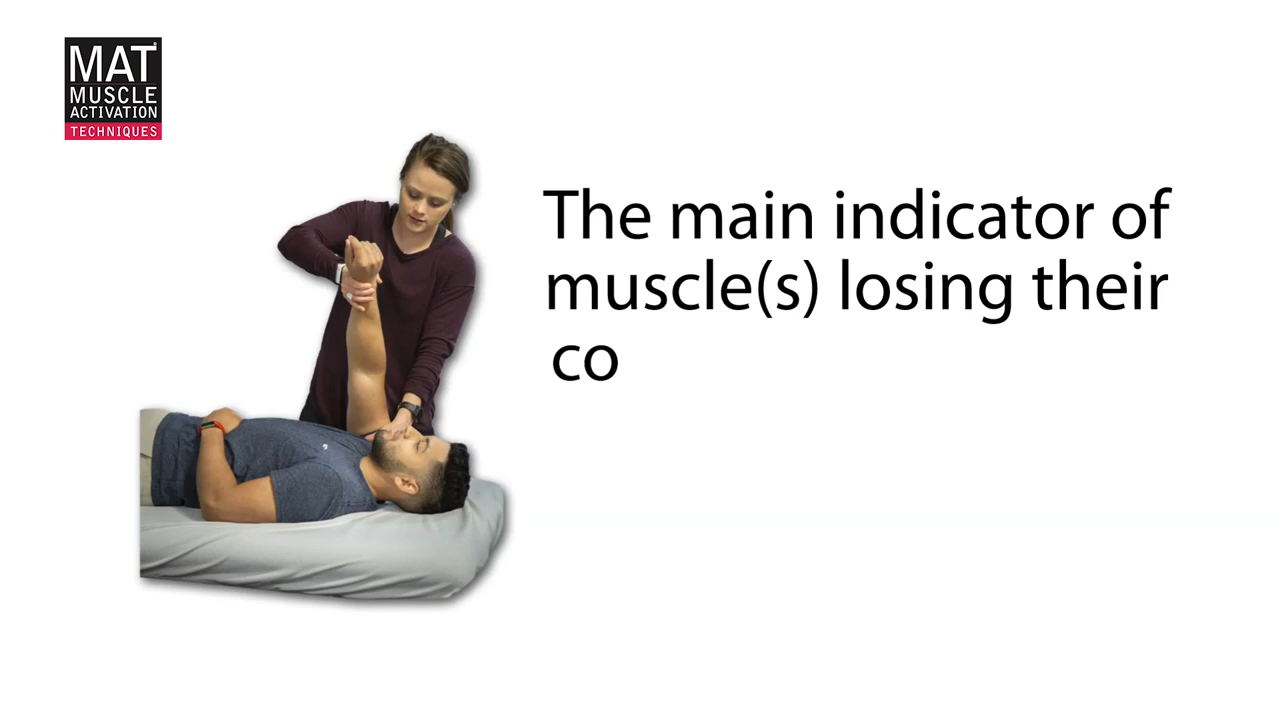 MAT®
MUSCLE
ACTIVATION
TECHNIQUES
The main indicator of
muscle(s) losing their
co